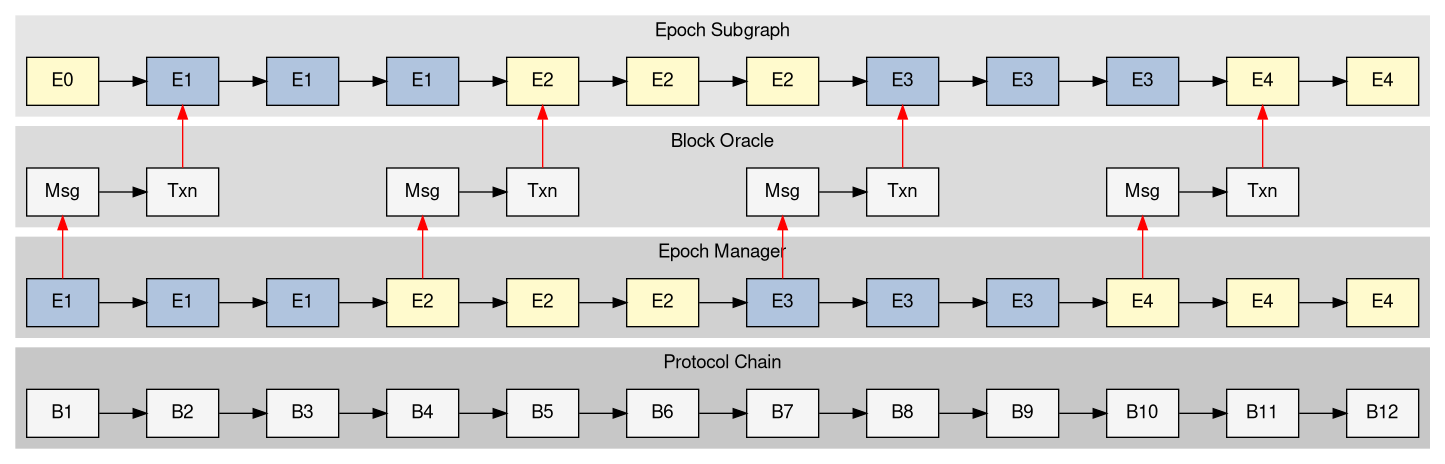 Epoch Subgraph
E0 E1 E1 E1 E2 E2 E2 E3 E3 E3 E4 E4
Block Oracle
Msg Txn Msg Txn Msg Txn Msg Txn
Epoch Manager
E1 E1 E1 E2 E2 E2 E3 E3 E3 E4 E4 E4
Protocol Chain
B1 B2 B3 B4 B5 B6 B7 B8 B9 B10 B11 B12